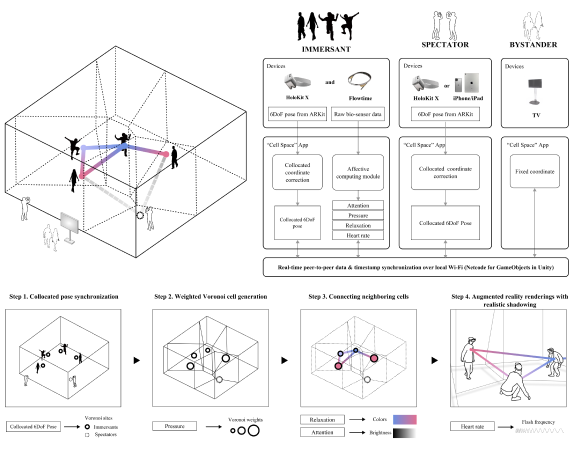 IMMERSANT
SPECTATOR
BYSTANDER
Devices
HoloKit X
and
Flowtime
6DoF pose from ARKit
Raw bio-sensor data
Devices
HoloKit X
or
iPhone/iPad
6DoF pose from ARKit
Devices
TV
"Cell Space" App
Collocated
coordinate
correction
Affective
computing module
Attention
Pressure
Relaxation
Heart rate
Collocated 6DoF
pose
"Cell Space" App
Collocated coordinate
correction
Collocated 6DoF Pose
"Cell Space" App
Fixed coordinate
Real-time peer-to-peer data & timestamp synchronization over local Wi-Fi (Netcode for GameObjects in Unity)
Step 1. Collocated pose synchronization
Step 2. Weighted Voronoi cell generation
Step 3. Connecting neighboring cells
Step 4. Augmented reality renderings with
realistic shadowing
Collocated 6DoF Pose
Voronoi sites
Immersants
Spectators
Pressure
Voronoi weights
Relaxation
Colors
Attention
Brightness
Heart rate
Flash frequency